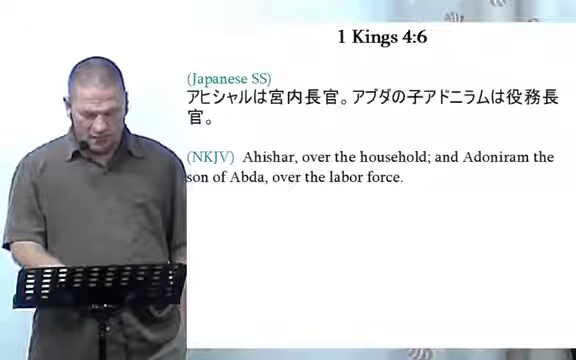 1 Kings 4:6
(Japanese SS)
アヒシャルは宮内長官。アブダの子アドニラムは役務長
官。
(NKJV) Ahishar, over the household; and Adoniram the
son of Abda, over the labor force.